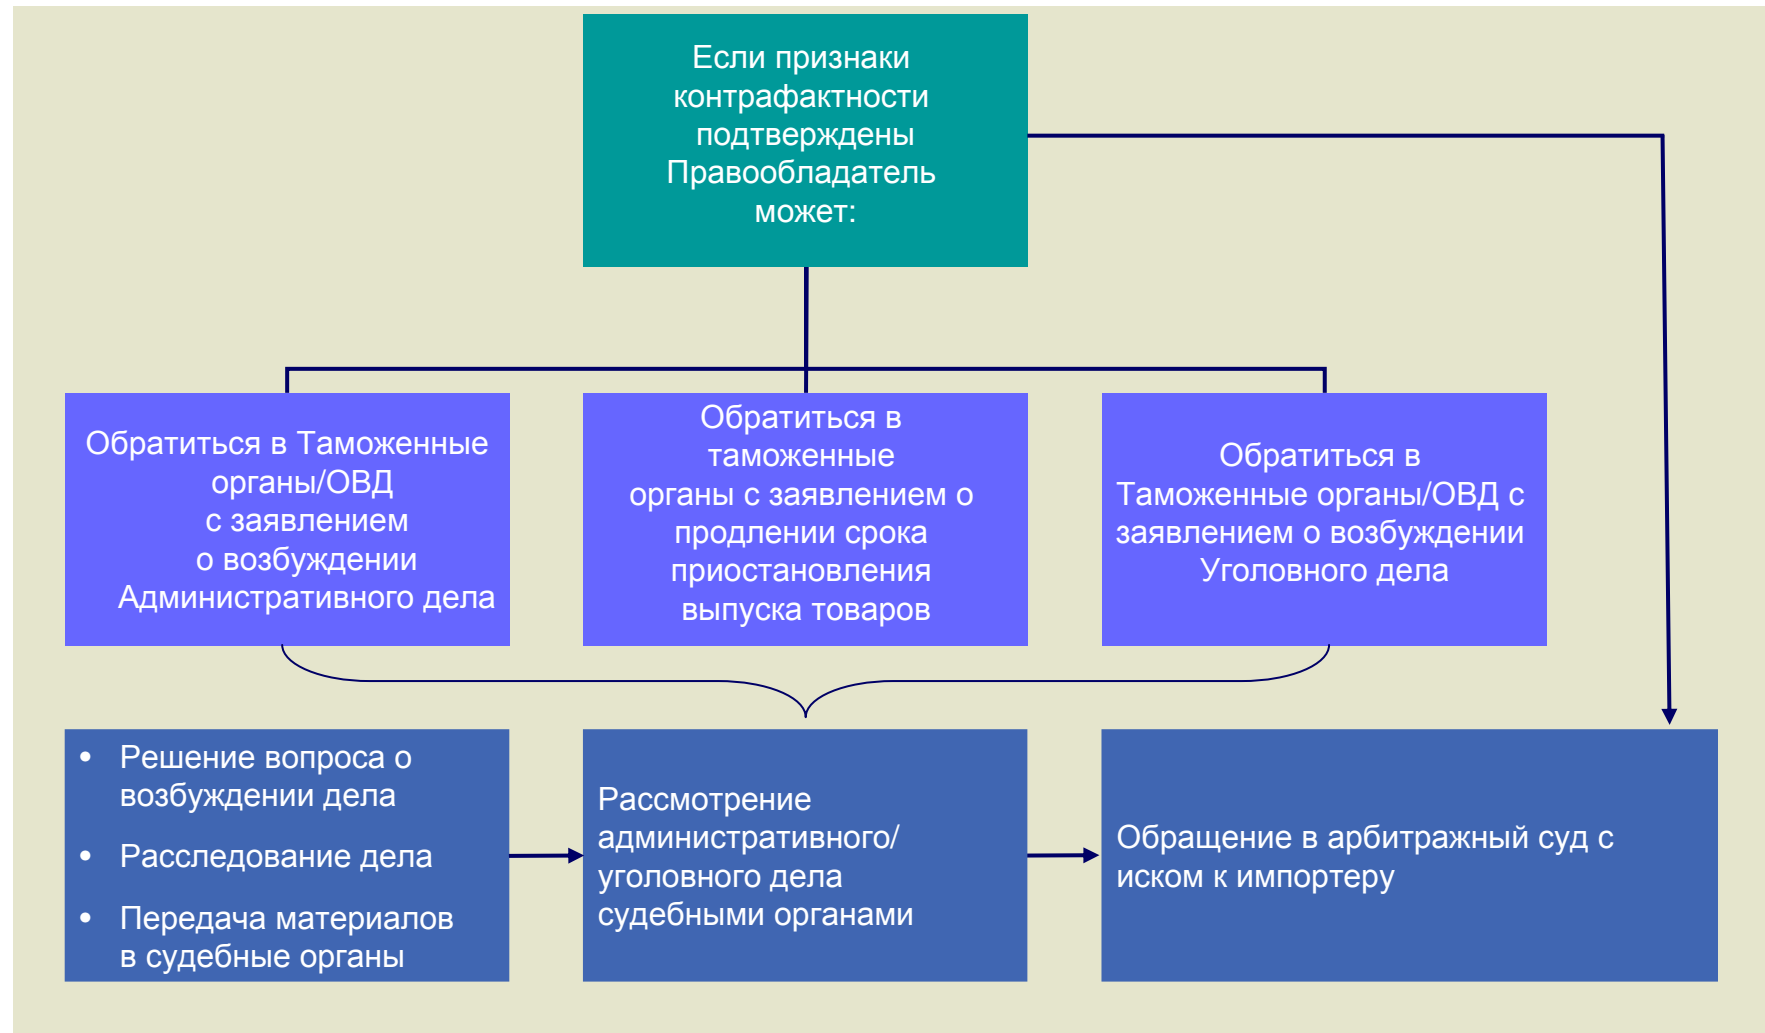 Если признаки
контрафактности
подтверждены
Правообладатель
может:
Обратиться в Таможенные
органы/ОВД
с заявлением
о возбуждении
Административного дела
Обратиться в
таможенные
органы с заявлением о
продлении срока
приостановления
выпуска товаров
Обратиться в
Таможенные органы/ОВД с
заявлением о возбуждении
Уголовного дела
• Решение вопроса о
возбуждении дела
• Расследование дела
• Передача материалов
в судебные органы
Рассмотрение
административного/
уголовного дела
судебными органами
Обращение в арбитражный суд с
иском к импортеру